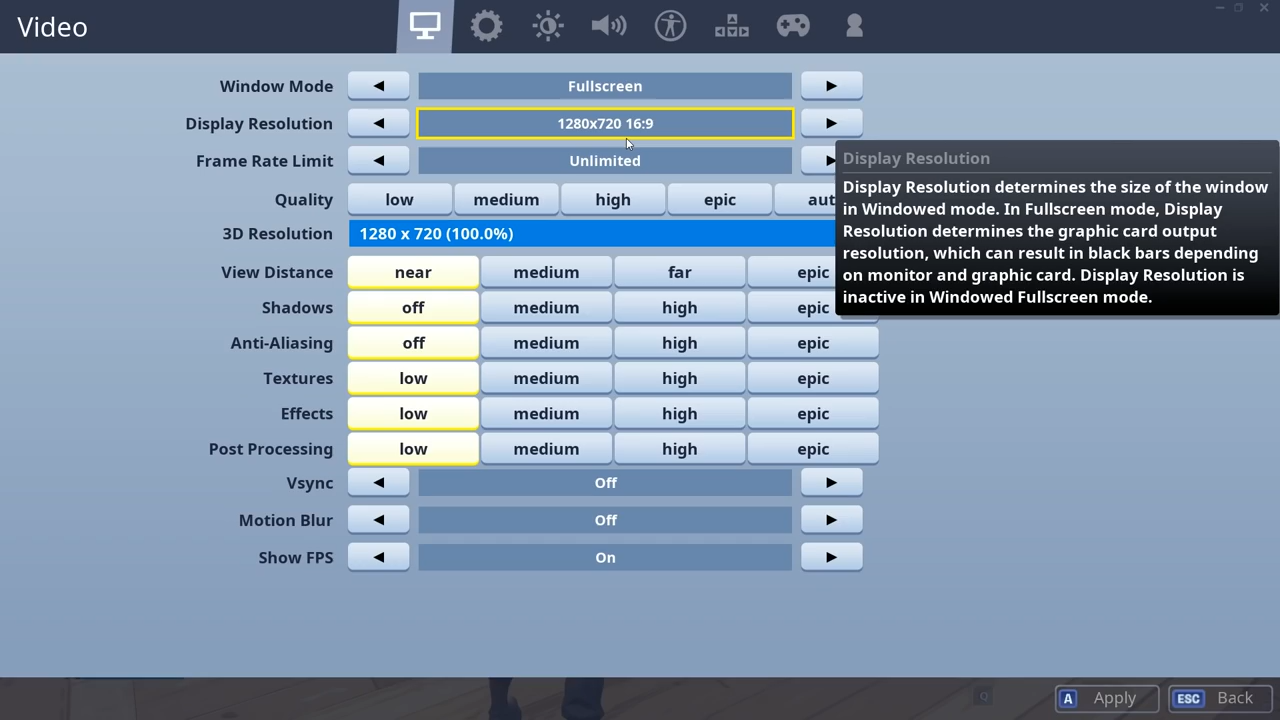 Video
Window Mode ◄ Fullscreen ►
Display Resolution ◄ 1280x720 16:9 ►
Frame Rate Limit ◄ Unlimited ►
Quality low medium high epic aut
3D Resolution 1280 x 720 (100.0%)
View Distance near medium far epic
Shadows off medium high epic
Anti-Aliasing off medium high epic
Textures low medium high epic
Effects low medium high epic
Post Processing low medium high epic
Vsync ◄ Off ►
Motion Blur ◄ Off ►
Show FPS ◄ On ►
Display Resolution
Display Resolution determines the size of the window
in Windowed mode. In Fullscreen mode, Display
Resolution determines the graphic card output
resolution, which can result in black bars depending
on monitor and graphic card. Display Resolution is
inactive in Windowed Fullscreen mode.
Q
A Apply ESC Back